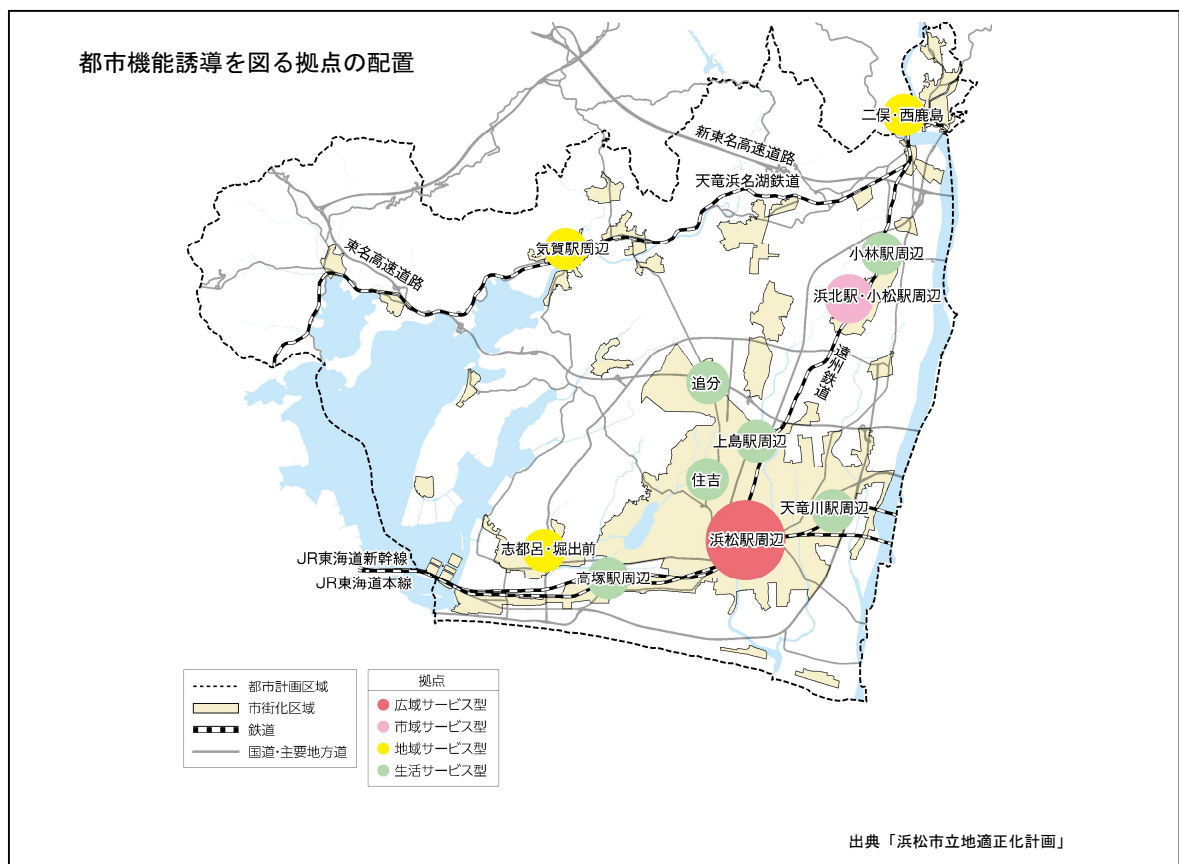 都市機能誘導を図る拠点の配置
二俣・西鹿島
新東名高速道路
天竜浜名湖鉄道
気賀駅周辺
小林駅周辺
東名高速道路
浜北駅・小松駅周辺
遠州鉄道
追分
上島駅周辺
住吉
天竜川駅周辺
浜松駅周辺
志都呂・堀出前
JR東海道新幹線
高塚駅周辺
JR東海道本線
都市計画区域
市街化区域
鉄道
国道・主要地方道
拠点
広域サービス型
市域サービス型
地域サービス型
生活サービス型
出典「浜松市立地適正化計画」